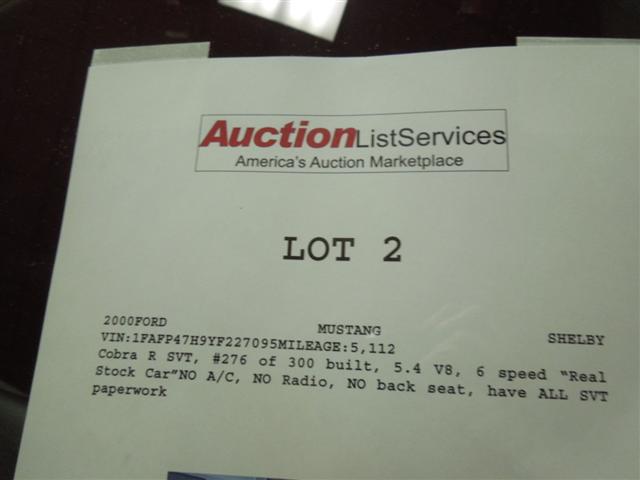 AuctionListServices
America's Auction Marketplace
LOT 2
2000FORD MUSTANG SHELBY
VIN:1FAFP47H9YF227095MILEAGE:5,112
Cobra R SVT, #276 of 300 built, 5.4 V8, 6 speed "Real
Stock Car"NO A/C, NO Radio, NO back seat, have ALL SVT
paperwork